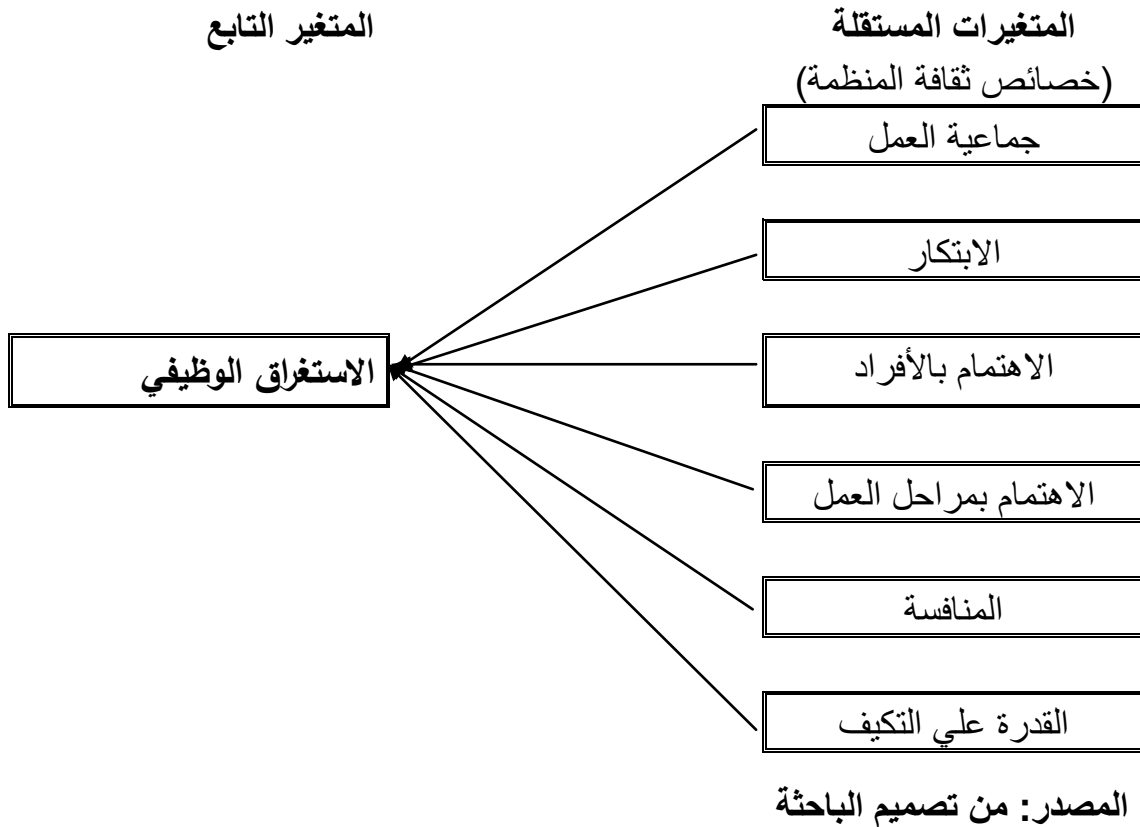 المتغيرات المستقلة
المتغير التابع
(خصائص ثقافة المنظمة)
جماعية العمل
الابتكار
الاهتمام بالأفراد
الاستغراق الوظيفي
الاهتمام بمراحل العمل
المنافسة
القدرة علي التكيف
المصدر: من تصميم الباحثة